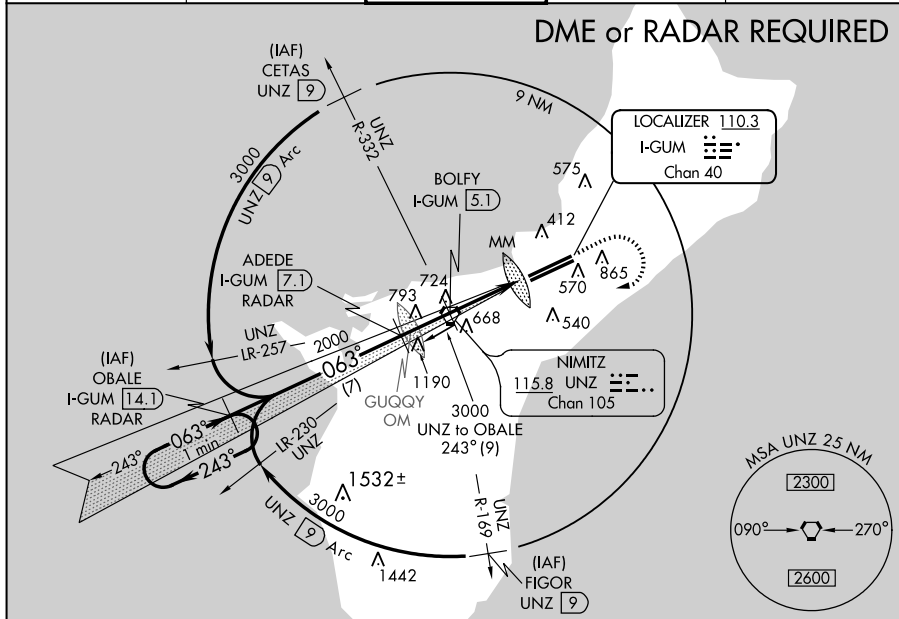 DME or RADAR REQUIRED
(IAF)
CETAS
UNZ 9
UNZ
R-332
9 NM
LOCALIZER 110.3
I-GUM
Chan 40
3000
UNZ 9 Arc
BOLFY
I-GUM 5.1
575
412
MM
ADEDE
I-GUM 7.1
RADAR
724
793
865
570
668
540
UNZ
LR-257
2000
063°
(7)
1190
GUQQY
OM
NIMITZ
115.8 UNZ
Chan 105
(IAF)
OBALE
I-GUM 14.1
RADAR
3000
UNZ to OBALE
243° (9)
LR-230
UNZ
063°
1 min
243°
243°
1532±
3000
UNZ 9 Arc
1442
UNZ
R-169
(IAF)
FIGOR
UNZ 9
MSA UNZ 25 NM
2300
090°
270°
2600